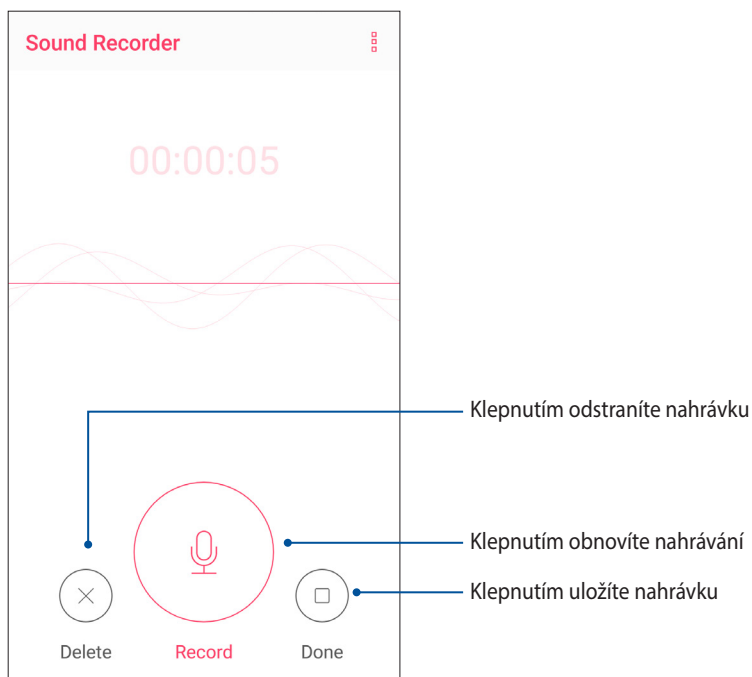 Sound Recorder
00:00:05
Klepnutím odstraníte nahrávku
Klepnutím obnovíte nahrávání
Klepnutím uložíte nahrávku
Delete Record Done